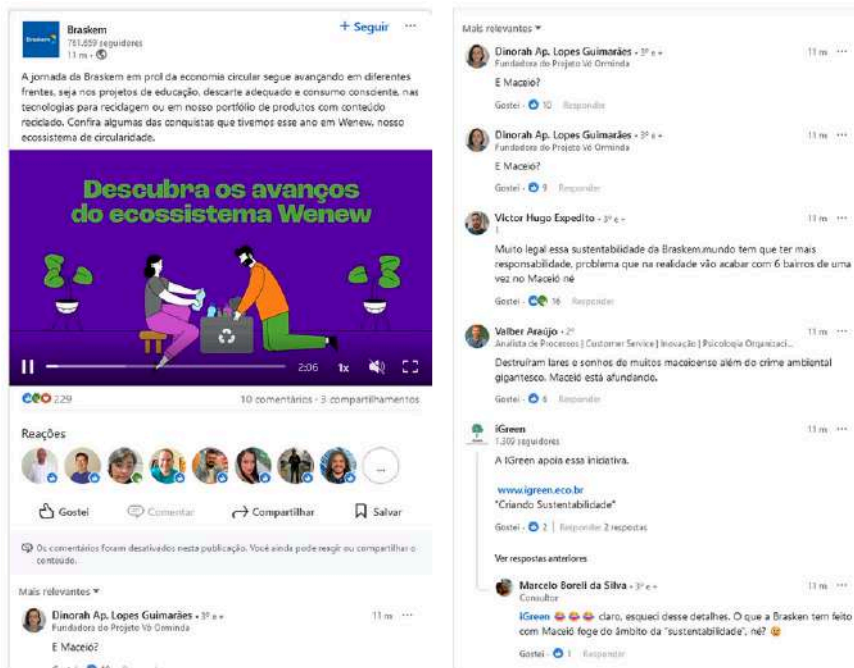 Braskem
Braskem
761.659 seguidores
11 m •
+ Seguir ...
A jornada da Braskem em prol da economia circular segue avançando em diferentes
frentes, seja nos projetos de educação, descarte adequado e consumo consciente, nas
tecnologias para reciclagem ou em nosso portfólio de produtos com conteúdo
reciclado. Confira algumas das conquistas que tivemos esse ano em Wenew, nosso
ecossistema de circularidade.
Descubra os avanços
do ecossistema Wenew
2:06 1x
229
10 comentários · 3 compartilhamentos
Reações
...
Gostei Comentar Compartilhar Salvar
Os comentários foram desativados nesta publicação. Você ainda pode reagir ou compartilhar o
conteúdo.
Mais relevantes
Dinorah Ap. Lopes Guimarães • 3º e + 11 m ...
Fundadora do Projeto Vó Orminda
E Maceió?
Mais relevantes
Dinorah Ap. Lopes Guimarães • 3º e + 11 m ...
Fundadora do Projeto Vó Orminda
E Maceió?
Gostei · 10 Responder
Dinorah Ap. Lopes Guimarães • 3º e + 11 m ...
Fundadora do Projeto Vó Orminda
E Maceió?
Gostei · 9 Responder
Victor Hugo Expedito • 3º e + 11 m ...
Muito legal essa sustentabilidade da Braskem.mundo tem que ter mais
responsabilidade, problema que na realidade vão acabar com 6 bairros de uma
vez no Maceió né
Gostei · 16 Responder
Valber Araújo • 2º 11 m ...
Analista de Processos | Customer Service | Inovação | Psicologia Organizaci...
Destruíram lares e sonhos de muitos maceioense além do crime ambiental
gigantesco. Maceió está afundando.
Gostei · 6 Responder
iGreen 11 m ...
1.309 seguidores
A IGreen apoia essa iniciativa.
www.igreen.eco.br
"Criando Sustentabilidade"
Gostei · 2 | Responder 2 respostas
Ver respostas anteriores
Marcelo Boreli da Silva • 3º e + 11 m ...
Consultor
iGreen 😂😂😂 claro, esqueci desse detalhes. O que a Brasken tem feito
com Maceió foge do âmbito da "sustentabilidade", né? 😉
Gostei · 1 Responder